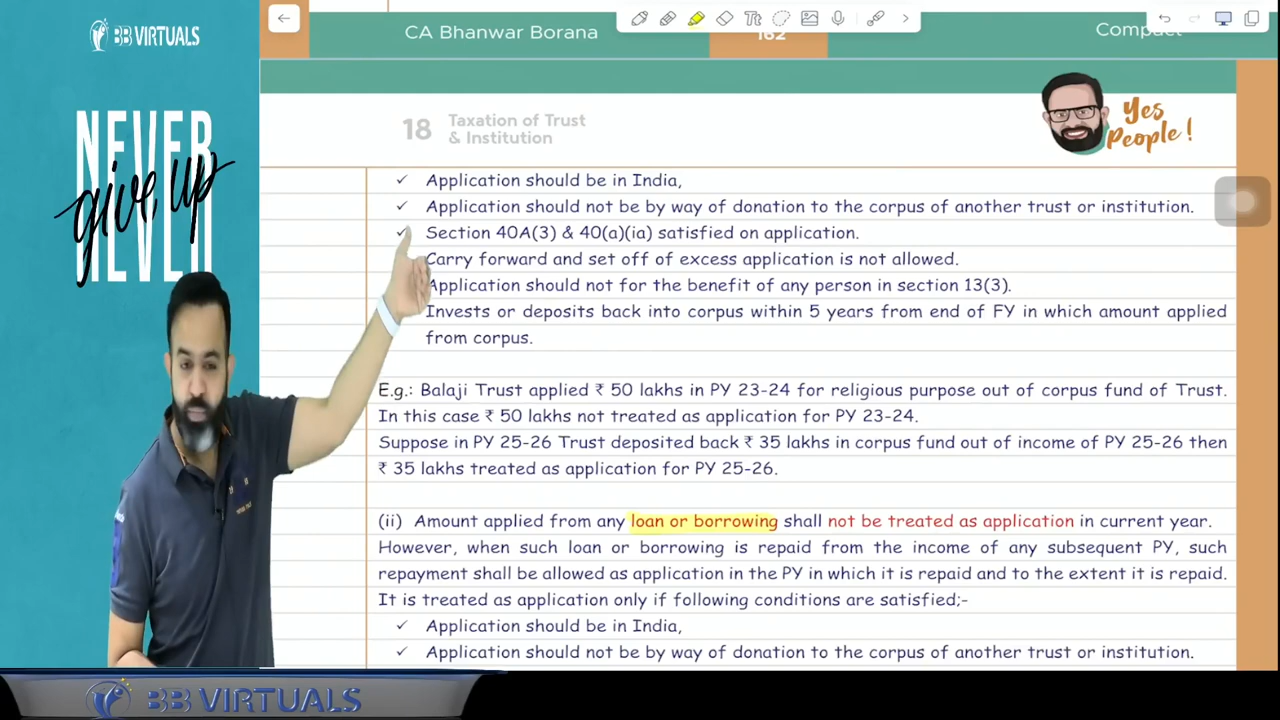 BB VIRTUALS
NEVER
give up
NEVER
CA Bhanwar Borana
162
Compact
18
Taxation of Trust
& Institution
Yes
People!
✓ Application should be in India,
✓ Application should not be by way of donation to the corpus of another trust or institution.
✓ Section 40A(3) & 40(a)(ia) satisfied on application.
Carry forward and set off of excess application is not allowed.
Application should not for the benefit of any person in section 13(3).
Invests or deposits back into corpus within 5 years from end of FY in which amount applied
from corpus.
E.g.: Balaji Trust applied ₹ 50 lakhs in PY 23-24 for religious purpose out of corpus fund of Trust.
In this case ₹ 50 lakhs not treated as application for PY 23-24.
Suppose in PY 25-26 Trust deposited back ₹ 35 lakhs in corpus fund out of income of PY 25-26 then
₹ 35 lakhs treated as application for PY 25-26.
(ii) Amount applied from any loan or borrowing shall not be treated as application in current year.
However, when such loan or borrowing is repaid from the income of any subsequent PY, such
repayment shall be allowed as application in the PY in which it is repaid and to the extent it is repaid.
It is treated as application only if following conditions are satisfied;-
✓ Application should be in India,
✓ Application should not be by way of donation to the corpus of another trust or institution.
BB VIRTUALS